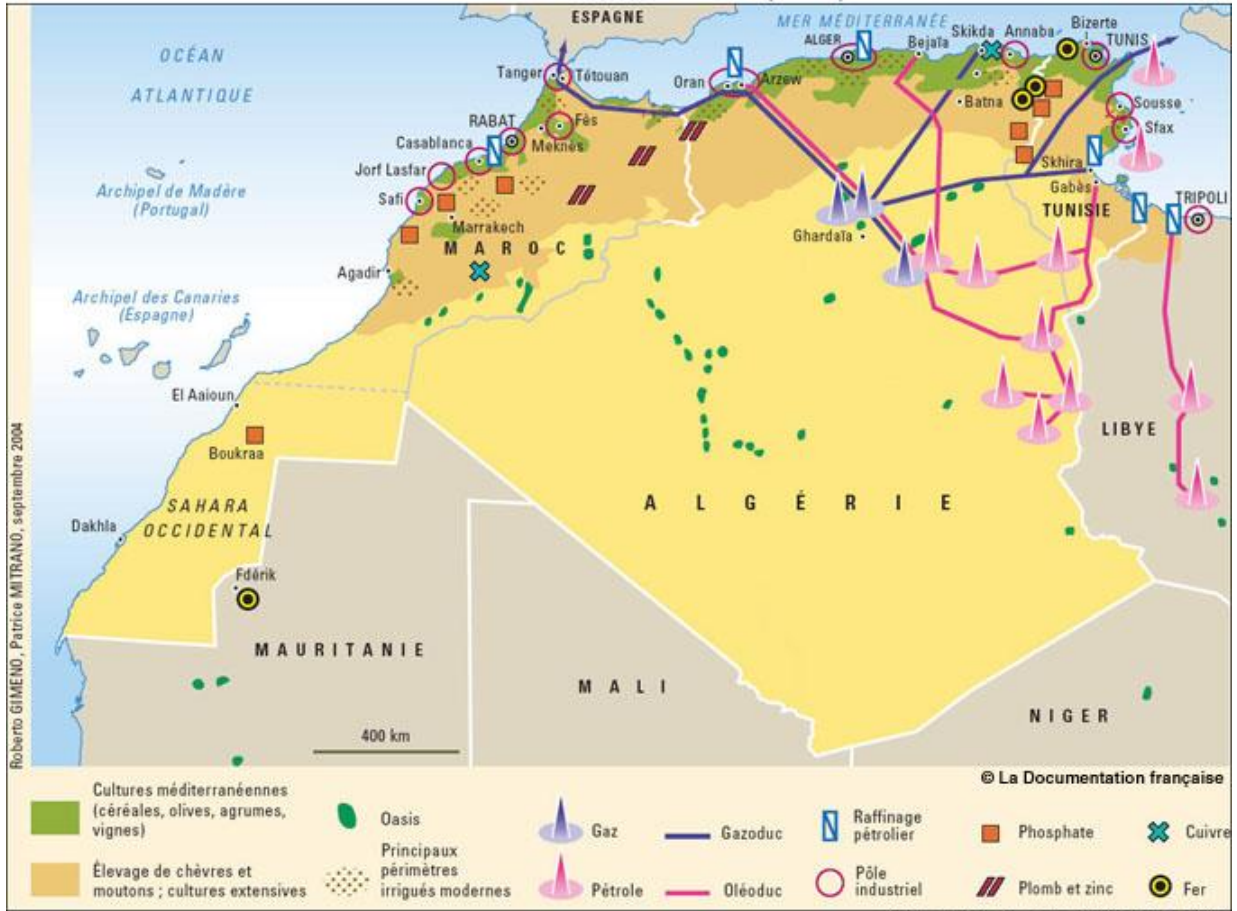 ESPAGNE
MER MÉDITERRANÉE
OCÉAN
ATLANTIQUE
Tanger
Tétouan
Oran
Arzew
ALGER
Bejaïa
Skikda
Annaba
Bizerte
TUNIS
Batna
Sousse
Sfax
RABAT
Fès
Meknès
Casablanca
Jorf Lasfar
Safi
Marrakech
MAROC
Agadir
Skhira
Gabès
TUNISIE
TRIPOLI
Ghardaïa
Archipel de Madère
(Portugal)
Archipel des Canaries
(Espagne)
El Aaioun
Boukraa
SAHARA
OCCIDENTAL
Dakhla
Fdérik
ALGÉRIE
LIBYE
MAURITANIE
MALI
NIGER
400 km
Roberto GIMENO, Patrice MITRANO, septembre 2004
© La Documentation française
Cultures méditerranéennes
(céréales, olives, agrumes,
vignes)
Élevage de chèvres et
moutons ; cultures extensives
Oasis
Principaux
périmètres
irrigués modernes
Gaz
Pétrole
Gazoduc
Oléoduc
Raffinage
pétrolier
Pôle
industriel
Phosphate
Plomb et zinc
Cuivre
Fer